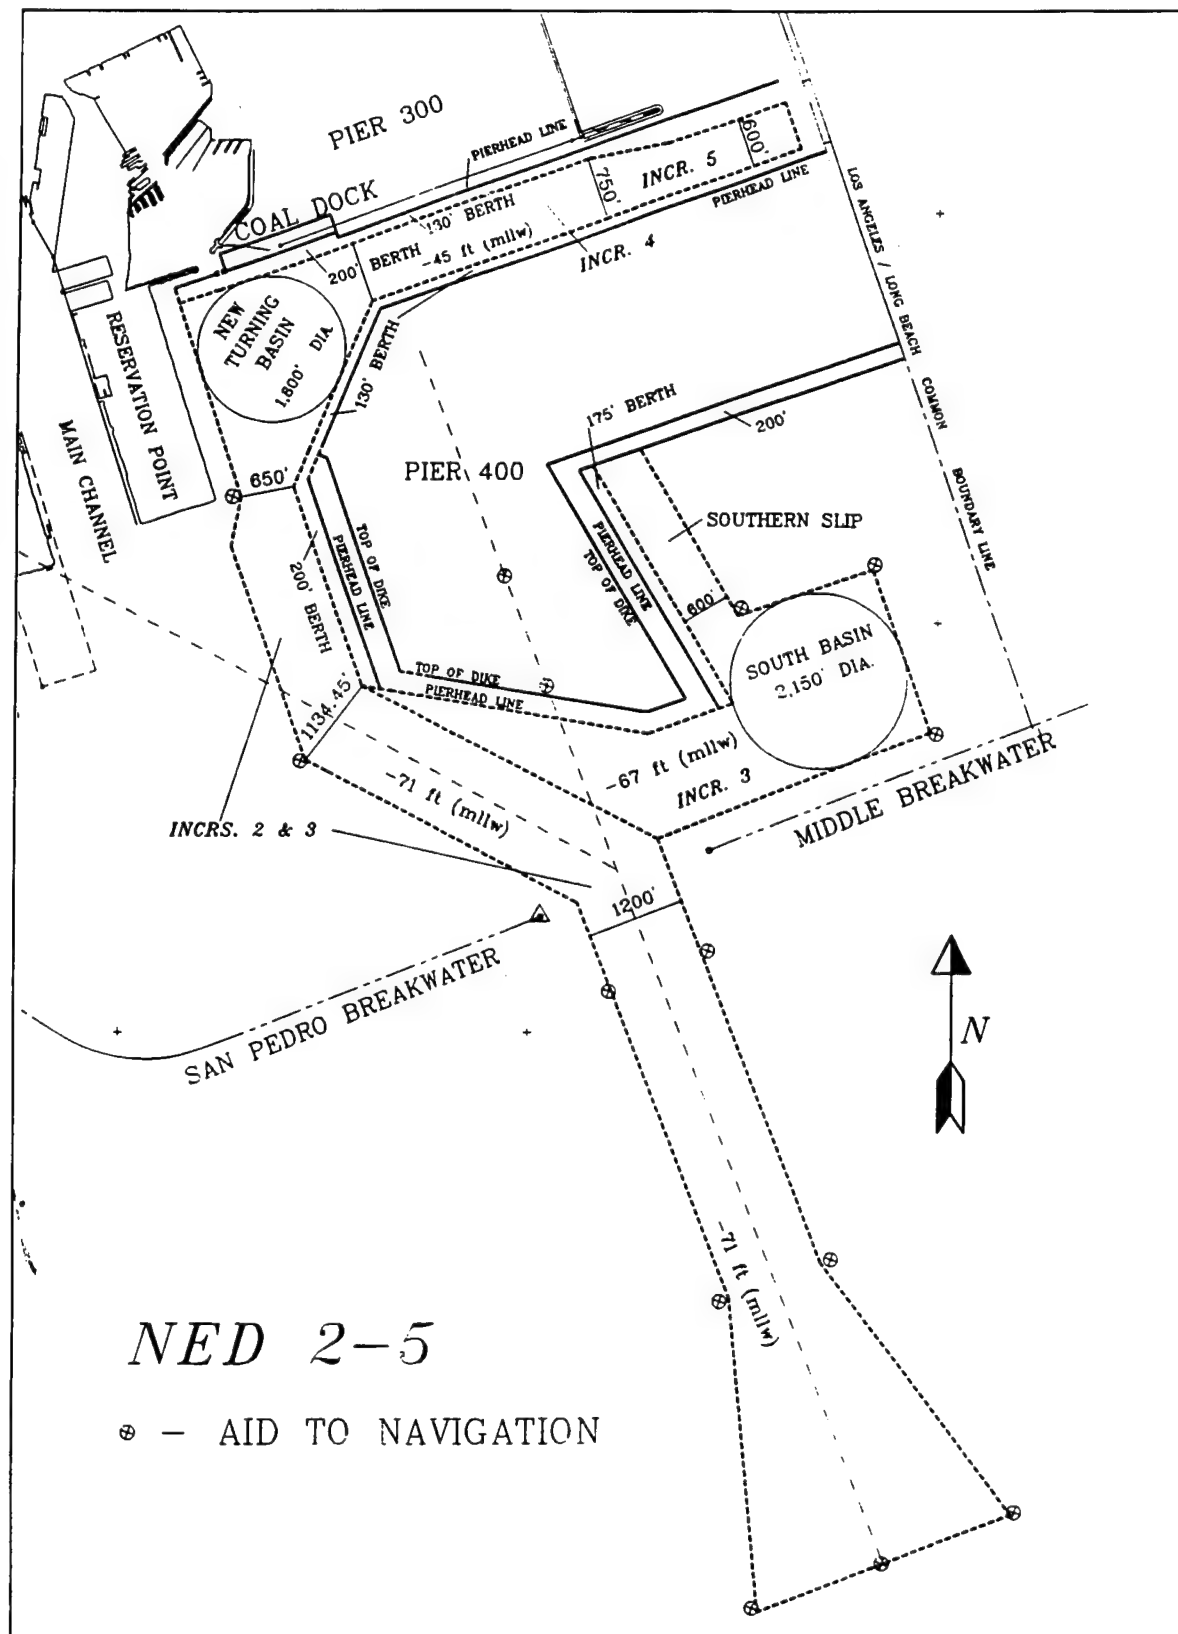 PIER 300
PIERHEAD LINE
600'
COAL DOCK
750'
INCR. 5
PIERHEAD LINE
130' BERTH
200' BERTH
-45 ft (mllw)
INCR. 4
LOS ANGELES / LONG BEACH COMMON BOUNDARY LINE
NEW
TURNING
BASIN
1,800' DIA.
130' BERTH
RESERVATION POINT
MAIN CHANNEL
175' BERTH
200'
650'
PIER 400
SOUTHERN SLIP
TOP OF DIKE
PIERHEAD LINE
200' BERTH
PIERHEAD LINE
TOP OF DIKE
600'
SOUTH BASIN
2,150' DIA.
TOP OF DIKE
PIERHEAD LINE
1134.45'
-71 ft (mllw)
-67 ft (mllw)
INCR. 3
MIDDLE BREAKWATER
INCRS. 2 & 3
1200'
SAN PEDRO BREAKWATER
N
-71 ft (mllw)
NED 2-5
⊗ - AID TO NAVIGATION